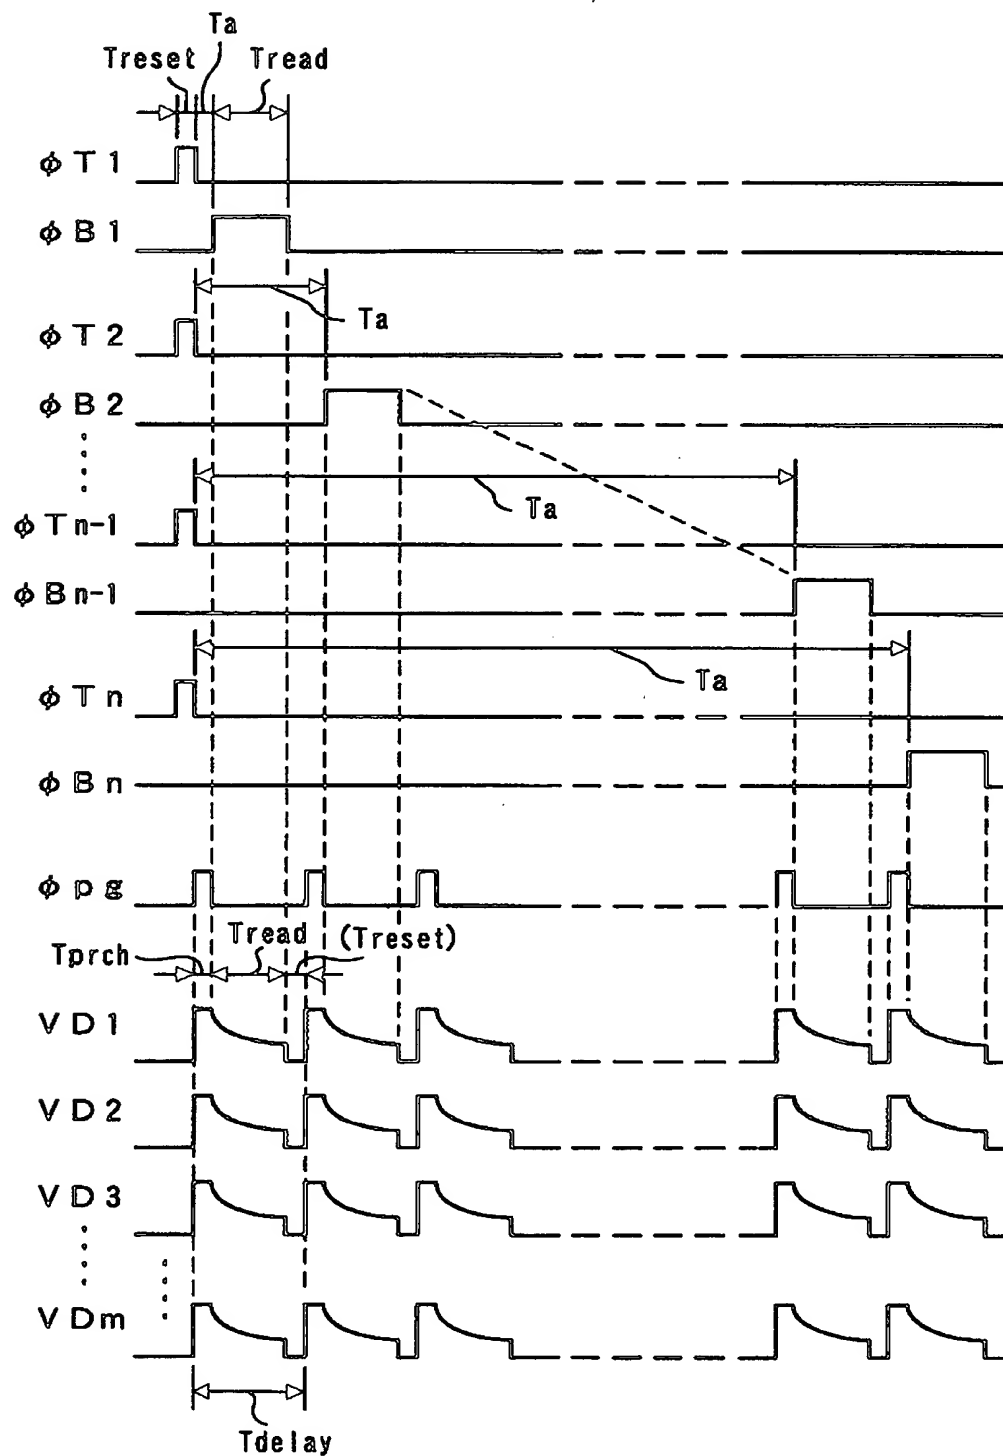 Ta
Treset Tread
ϕT1
ϕB1
Ta
ϕT2
ϕB2
Ta
ϕTn-1
ϕBn-1
Ta
ϕTn
ϕBn
ϕpg
Tprch Tread (Treset)
VD1
VD2
VD3
VDm
Tdelay